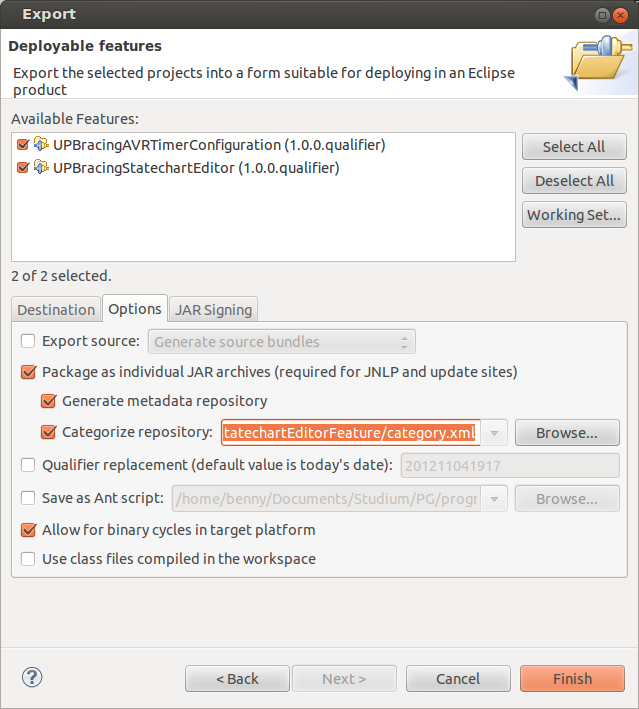 Export
Deployable features
Export the selected projects into a form suitable for deploying in an Eclipse
product
Available Features:
UPBracingAVRTimerConfiguration (1.0.0.qualifier)
UPBracingStatechartEditor (1.0.0.qualifier)
Select All
Deselect All
Working Set...
2 of 2 selected.
Destination Options JAR Signing
Export source: Generate source bundles
Package as individual JAR archives (required for JNLP and update sites)
Generate metadata repository
Categorize repository: tatechartEditorFeature/category.xml Browse...
Qualifier replacement (default value is today's date): 201211041917
Save as Ant script: /home/benny/Documents/Studium/PG/progr Browse...
Allow for binary cycles in target platform
Use class files compiled in the workspace
? < Back Next > Cancel Finish